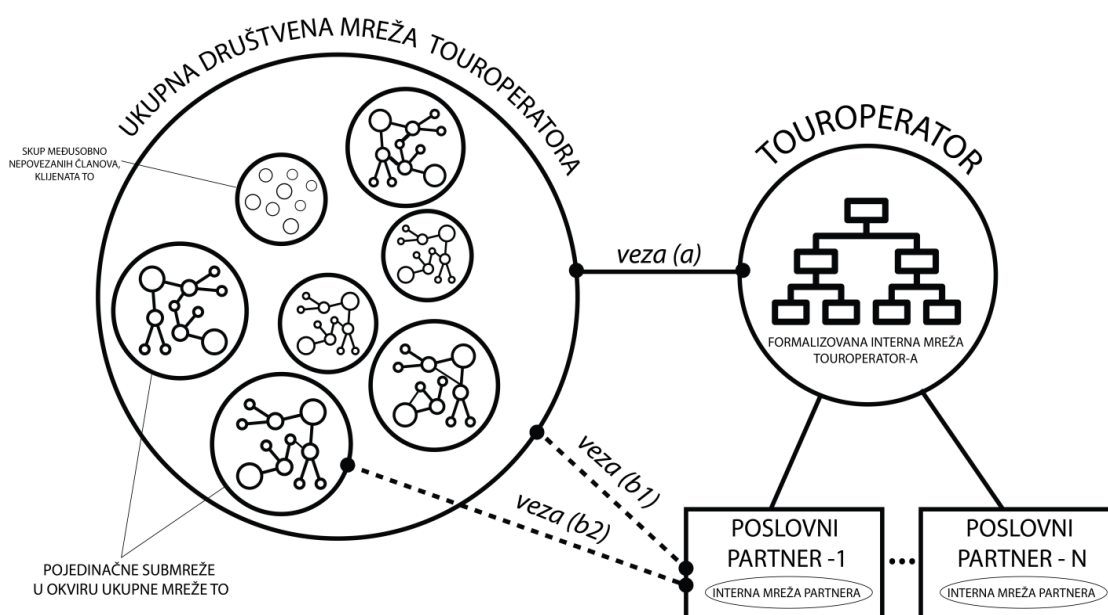 UKUPNA DRUŠTVENA MREŽA TOUROPERATORA
SKUP MEĐUSOBNO
NEPOVEZANIH ČLANOVA,
KLIJENATA TO
TOUROPERATOR
veza (a)
FORMALIZOVANA INTERNA MREŽA
TOUROPERATOR-A
veza (b1)
veza (b2)
POJEDINAČNE SUBMREŽE
U OKVIRU UKUPNE MREŽE TO
POSLOVNI
PARTNER -1
INTERNA MREŽA PARTNERA
...
POSLOVNI
PARTNER - N
INTERNA MREŽA PARTNERA